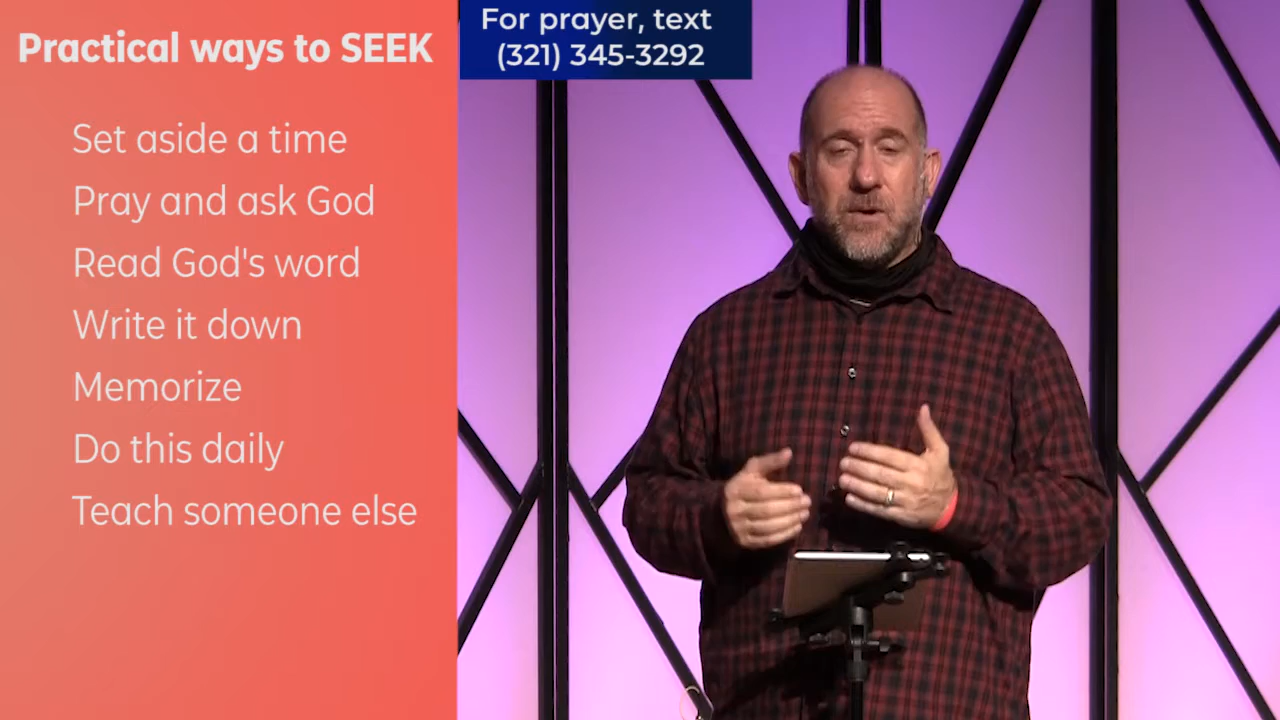 Practical ways to SEEK
Set aside a time
Pray and ask God
Read God's word
Write it down
Memorize
Do this daily
Teach someone else
For prayer, text
(321) 345-3292